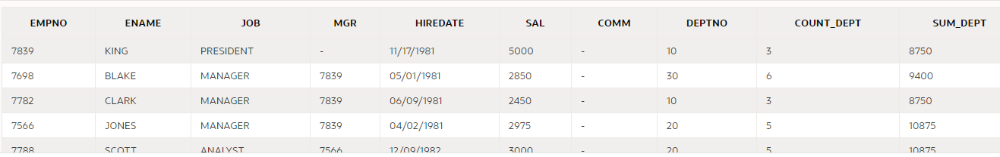 EMPNO ENAME JOB MGR HIREDATE SAL COMM DEPTNO COUNT_DEPT SUM_DEPT
7839 KING PRESIDENT - 11/17/1981 5000 - 10 3 8750
7698 BLAKE MANAGER 7839 05/01/1981 2850 - 30 6 9400
7782 CLARK MANAGER 7839 06/09/1981 2450 - 10 3 8750
7566 JONES MANAGER 7839 04/02/1981 2975 - 20 5 10875
7788 SCOTT ANALYST 7566 12/09/1982 3000 - 20 5 10875